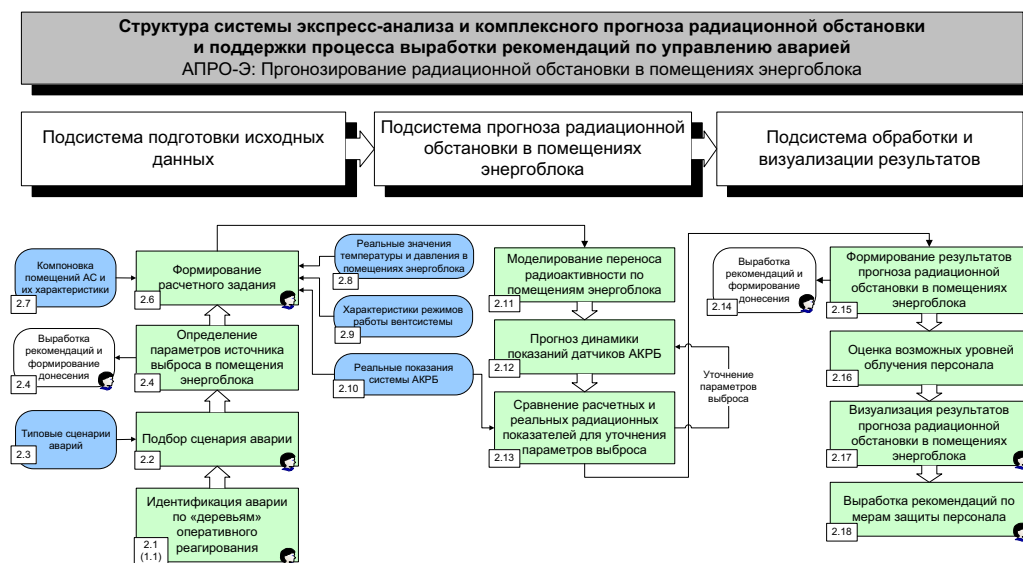 Структура системы экспресс-анализа и комплексного прогноза радиационной обстановки
и поддержки процесса выработки рекомендаций по управлению аварией
АПРО-Э: Пргонозирование радиационной обстановки в помещениях энергоблока
Подсистема подготовки исходных
данных
Подсистема прогноза радиационной
обстановки в помещениях
энергоблока
Подсистема обработки и
визуализации результатов
Компоновка
помещений АС и
их характеристики
2.7
Формирование
расчетного задания
2.6
Реальные значения
температуры и давления в
помещениях энергоблока
2.8
Характеристики режимов
работы вентсистемы
2.9
Реальные показания
системы АКРБ
2.10
Выработка
рекомендаций и
формирование
донесения
2.4
Определение
параметров источника
выброса в помещения
энергоблока
2.4
Типовые сценарии
аварий
2.3
Подбор сценария аварии
2.2
Идентификация аварии
по «деревьям»
оперативного
реагирования
2.1
(1.1)
Моделирование переноса
радиоактивности по
помещениям энергоблока
2.11
Прогноз динамики
показаний датчиков АКРБ
2.12
Сравнение расчетных и
реальных радиационных
показателей для уточнения
параметров выброса
2.13
Уточнение
параметров
выброса
Выработка
рекомендаций и
формирование
донесения
2.14
Формирование результатов
прогноза радиационной
обстановки в помещениях
энергоблока
2.15
Оценка возможных уровней
облучения персонала
2.16
Визуализация результатов
прогноза радиационной
обстановки в помещениях
энергоблока
2.17
Выработка рекомендаций по
мерам защиты персонала
2.18